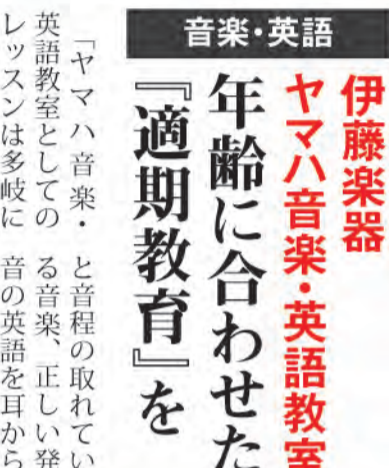 音楽・英語
伊藤楽器
ヤマハ音楽・英語教室
年齢に合わせた
『適期教育』を
「ヤマハ音楽・
英語教室としての
レッスンは多岐に
と音程の取れてい
る音楽、正しい発
音の英語を耳から